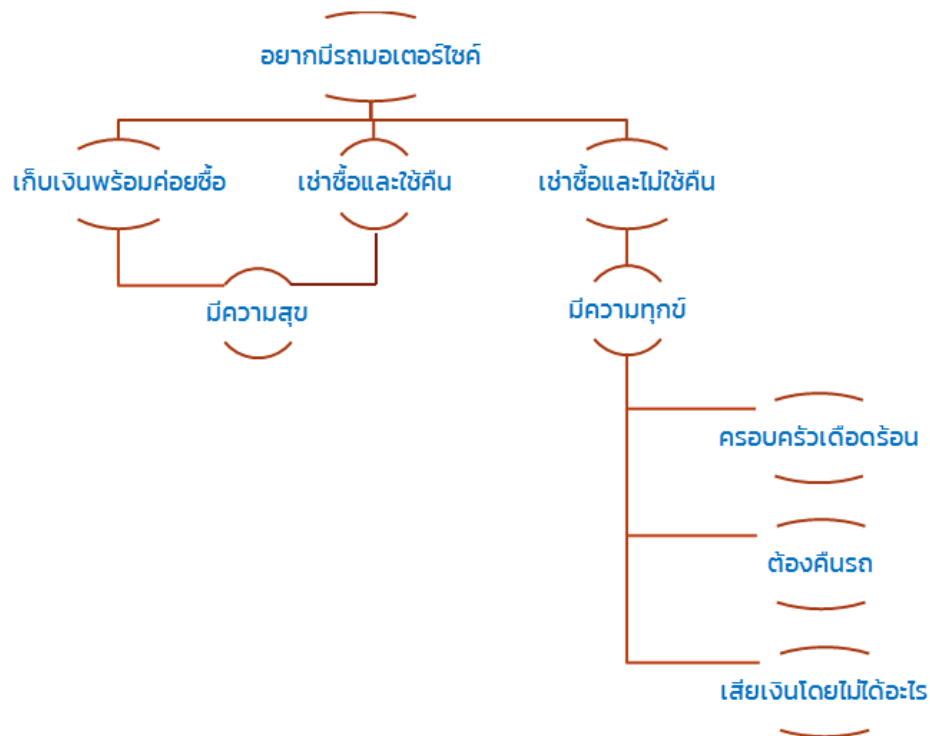 อยากมีรถมอเตอร์ไซค์
เก็บเงินพร้อมค่อยซื้อ
เช่าซื้อและใช้คืน
เช่าซื้อและไม่ใช้คืน
มีความสุข
มีความทุกข์
ครอบครัวเดือดร้อน
ต้องคืนรถ
เสียเงินโดยไม่ได้อะไร